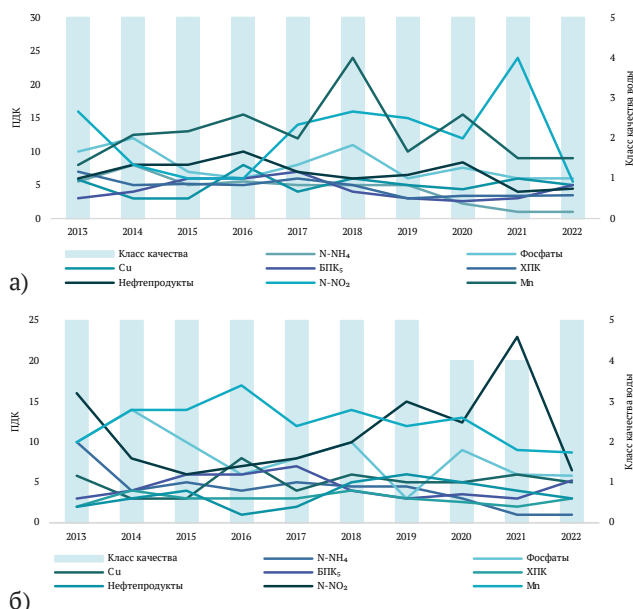 30
25
20
15
10
5
0
ПДК
5
4
3
2
1
0
Класс качества воды
2013 2014 2015 2016 2017 2018 2019 2020 2021 2022
Класс качества N-NH₄ Фосфаты
Cu БПК₅ ХПК
Нефтепродукты N-NO₂ Mn
а)
25
20
15
10
5
0
ПДК
5
4
3
2
1
0
Класс качества воды
2013 2014 2015 2016 2017 2018 2019 2020 2021 2022
Класс качества N-NH₄ Фосфаты
Cu БПК₅ ХПК
Нефтепродукты N-NO₂ Mn
б)